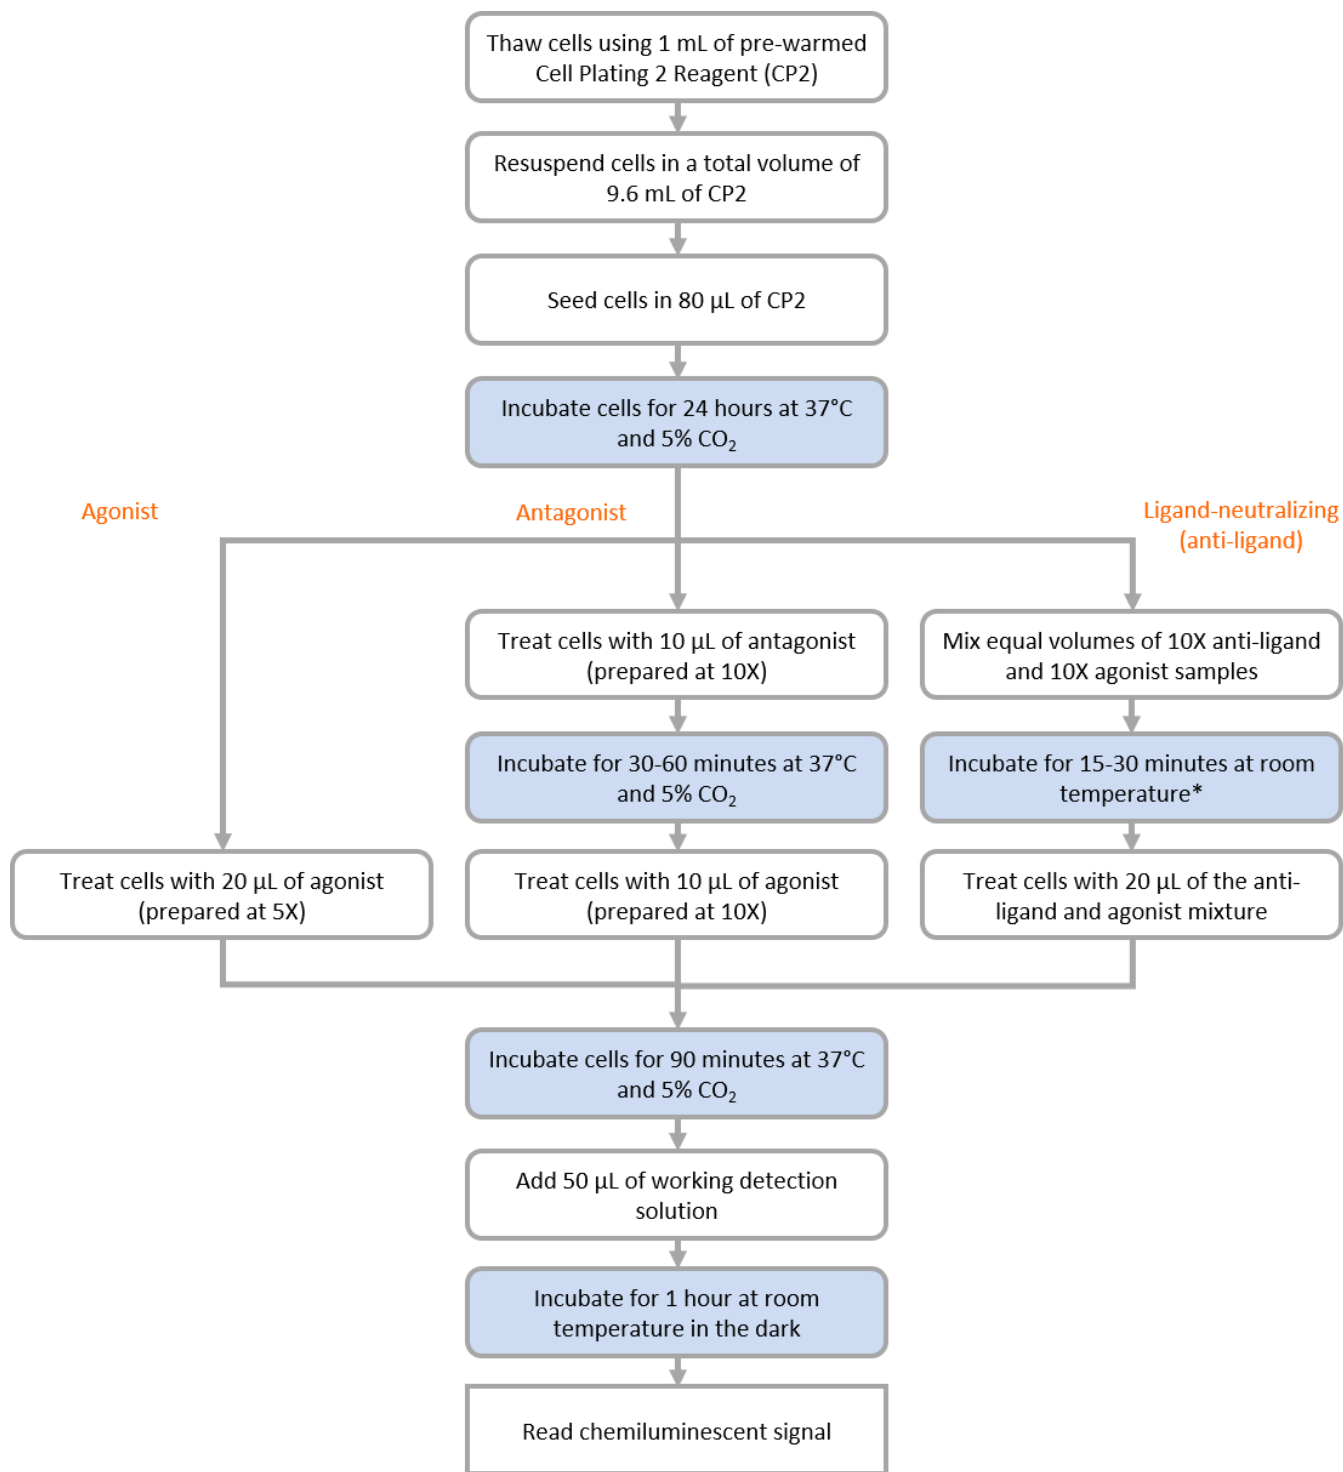 Thaw cells using 1 mL of pre-warmed
Cell Plating 2 Reagent (CP2)
Resuspend cells in a total volume of
9.6 mL of CP2
Seed cells in 80 µL of CP2
Incubate cells for 24 hours at 37°C
and 5% CO₂
Agonist
Antagonist
Ligand-neutralizing
(anti-ligand)
Treat cells with 10 µL of antagonist
(prepared at 10X)
Mix equal volumes of 10X anti-ligand
and 10X agonist samples
Incubate for 30-60 minutes at 37°C
and 5% CO₂
Incubate for 15-30 minutes at room
temperature*
Treat cells with 20 µL of agonist
(prepared at 5X)
Treat cells with 10 µL of agonist
(prepared at 10X)
Treat cells with 20 µL of the anti-
ligand and agonist mixture
Incubate cells for 90 minutes at 37°C
and 5% CO₂
Add 50 µL of working detection
solution
Incubate for 1 hour at room
temperature in the dark
Read chemiluminescent signal